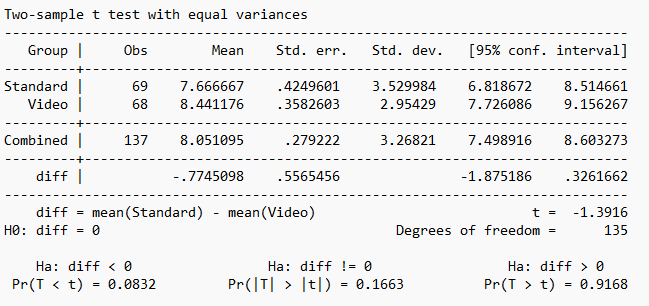 Two-sample t test with equal variances
------------------------------------------------------------------------------
   Group |     Obs        Mean    Std. err.   Std. dev.   [95% conf. interval]
---------+--------------------------------------------------------------------
Standard |      69    7.666667    .4249601    3.529984    6.818672    8.514661
   Video |      68    8.441176    .3582603     2.95429    7.726086    9.156267
---------+--------------------------------------------------------------------
Combined |     137    8.051095     .279222     3.26821    7.498916    8.603273
---------+--------------------------------------------------------------------
    diff |           -.7745098    .5565456               -1.875186    .3261662
------------------------------------------------------------------------------
    diff = mean(Standard) - mean(Video)                           t =  -1.3916
H0: diff = 0                                     Degrees of freedom =      135

    Ha: diff < 0                 Ha: diff != 0                 Ha: diff > 0
 Pr(T < t) = 0.0832         Pr(|T| > |t|) = 0.1663          Pr(T > t) = 0.9168